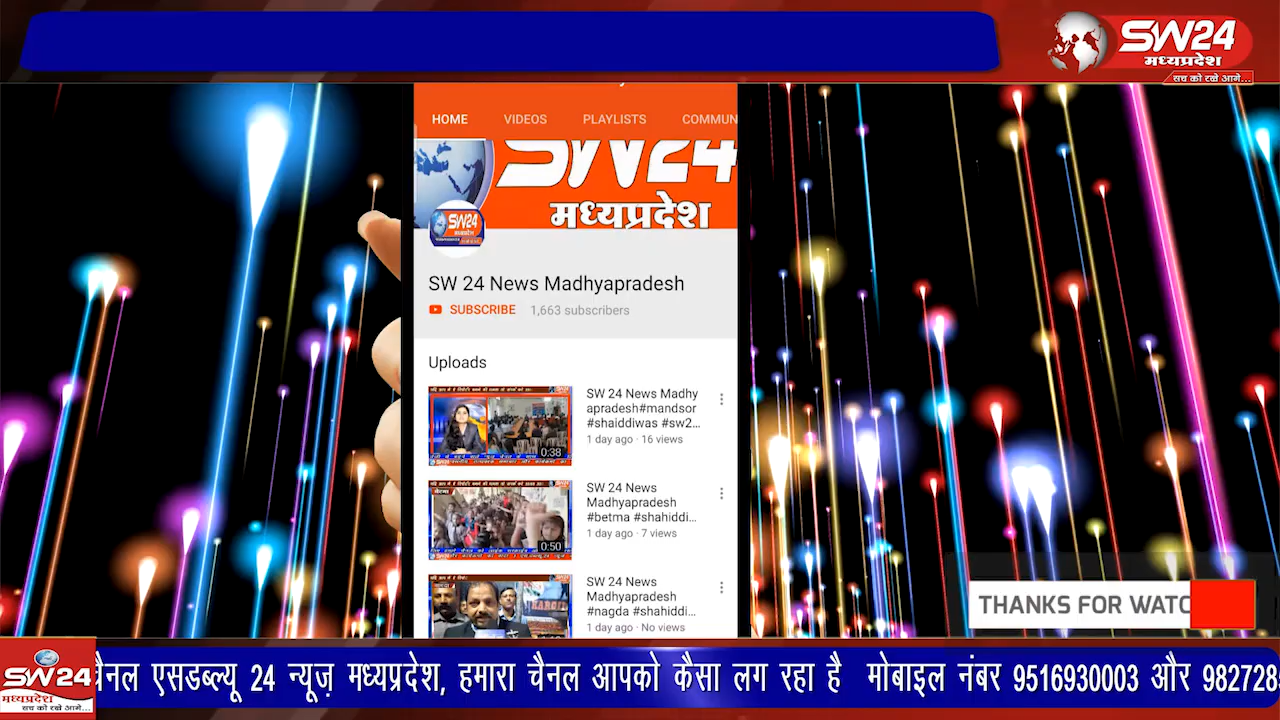 SW24
मध्यप्रदेश
सच को रखे आगे...
HOME VIDEOS PLAYLISTS COMMUN
SW24
मध्यप्रदेश
SW24
SW 24 News Madhyapradesh
SUBSCRIBE 1,663 subscribers
Uploads
SW 24 News Madhy
apradesh#mandsor
#shaiddiwas #sw2...
1 day ago · 16 views
0:38
SW 24 News
Madhyapradesh
#betma #shahiddi...
1 day ago · 7 views
0:50
SW 24 News
Madhyapradesh
#nagda #shahiddi...
1 day ago · No views
THANKS FOR WATC
SW24
मध्यप्रदेश
सच को रखे आगे...
चैनल एसडब्ल्यू 24 न्यूज़ मध्यप्रदेश, हमारा चैनल आपको कैसा लग रहा है मोबाइल नंबर 9516930003 और 982728